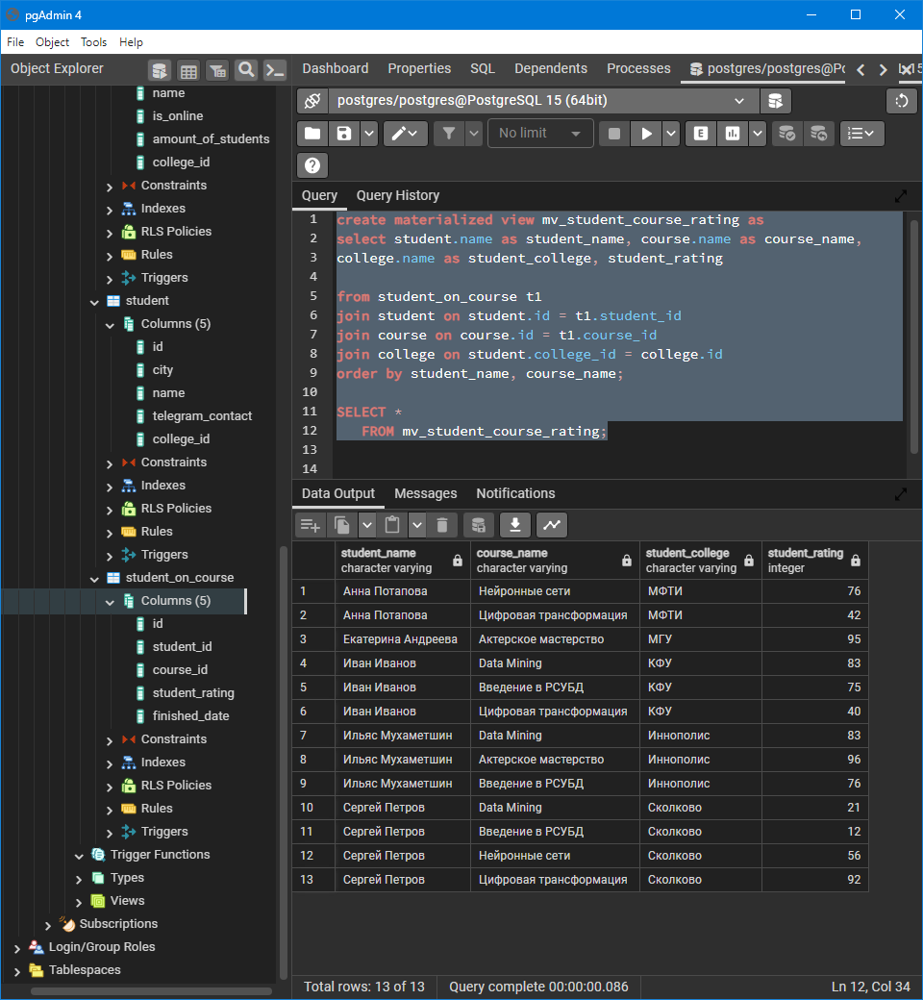 pgAdmin 4
File Object Tools Help
Object Explorer
name
is_online
amount_of_students
college_id
Constraints
Indexes
RLS Policies
Rules
Triggers
student
Columns (5)
id
city
name
telegram_contact
college_id
Constraints
Indexes
RLS Policies
Rules
Triggers
student_on_course
Columns (5)
id
student_id
course_id
student_rating
finished_date
Constraints
Indexes
RLS Policies
Rules
Triggers
Trigger Functions
Types
Views
Subscriptions
Login/Group Roles
Tablespaces
Dashboard Properties SQL Dependents Processes postgres/postgres@Po
postgres/postgres@PostgreSQL 15 (64bit)
No limit
E
Query Query History
1 create materialized view mv_student_course_rating as
2 select student.name as student_name, course.name as course_name,
3 college.name as student_college, student_rating
4
5 from student_on_course t1
6 join student on student.id = t1.student_id
7 join course on course.id = t1.course_id
8 join college on student.college_id = college.id
9 order by student_name, course_name;
10
11 SELECT *
12 FROM mv_student_course_rating;
13
14
Data Output Messages Notifications
student_name character varying course_name character varying student_college character varying student_rating integer
1 Анна Потапова Нейронные сети МФТИ 76
2 Анна Потапова Цифровая трансформация МФТИ 42
3 Екатерина Андреева Актерское мастерство МГУ 95
4 Иван Иванов Data Mining КФУ 83
5 Иван Иванов Введение в РСУБД КФУ 75
6 Иван Иванов Цифровая трансформация КФУ 40
7 Ильяс Мухаметшин Data Mining Иннополис 83
8 Ильяс Мухаметшин Актерское мастерство Иннополис 96
9 Ильяс Мухаметшин Введение в РСУБД Иннополис 76
10 Сергей Петров Data Mining Сколково 21
11 Сергей Петров Введение в РСУБД Сколково 12
12 Сергей Петров Нейронные сети Сколково 56
13 Сергей Петров Цифровая трансформация Сколково 92
Total rows: 13 of 13 Query complete 00:00:00.086 Ln 12, Col 34